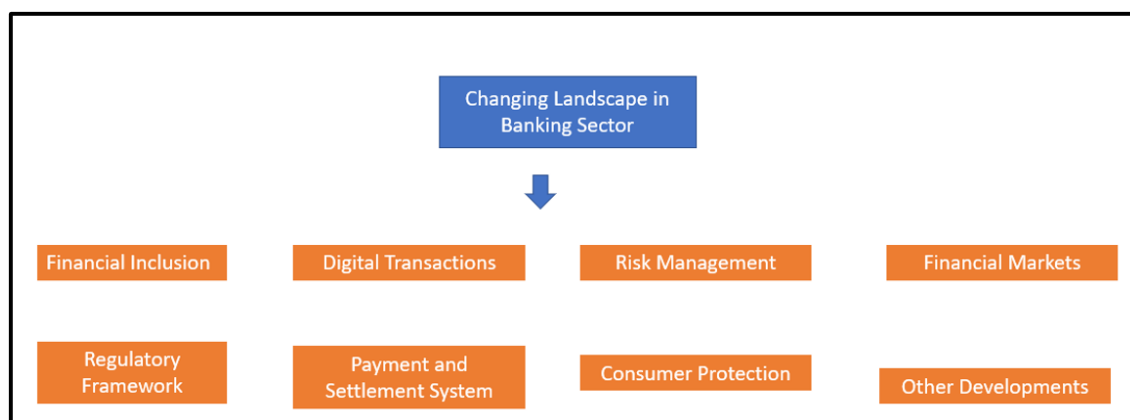 Changing Landscape in
Banking Sector
Financial Inclusion
Digital Transactions
Risk Management
Financial Markets
Regulatory
Framework
Payment and
Settlement System
Consumer Protection
Other Developments